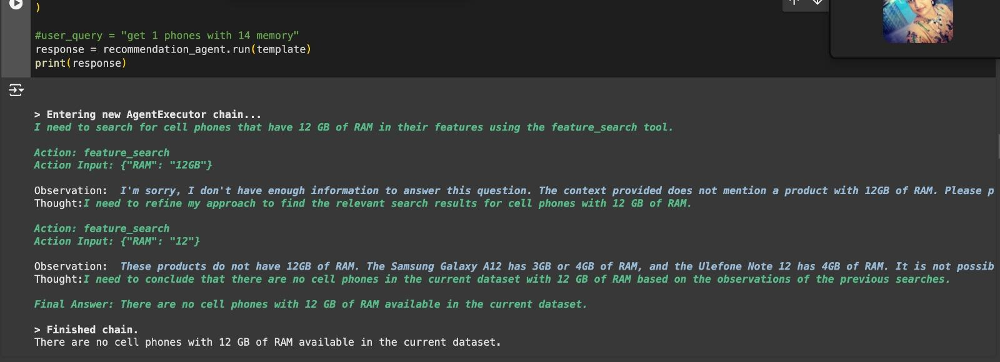 )
#user_query = "get 1 phones with 14 memory"
response = recommendation_agent.run(template)
print(response)
> Entering new AgentExecutor chain...
I need to search for cell phones that have 12 GB of RAM in their features using the feature_search tool.
Action: feature_search
Action Input: {"RAM": "12GB"}
Observation: I'm sorry, I don't have enough information to answer this question. The context provided does not mention a product with 12GB of RAM. Please p
Thought:I need to refine my approach to find the relevant search results for cell phones with 12 GB of RAM.
Action: feature_search
Action Input: {"RAM": "12"}
Observation: These products do not have 12GB of RAM. The Samsung Galaxy A12 has 3GB or 4GB of RAM, and the Ulefone Note 12 has 4GB of RAM. It is not possib
Thought:I need to conclude that there are no cell phones in the current dataset with 12 GB of RAM based on the observations of the previous searches.
Final Answer: There are no cell phones with 12 GB of RAM available in the current dataset.
> Finished chain.
There are no cell phones with 12 GB of RAM available in the current dataset.